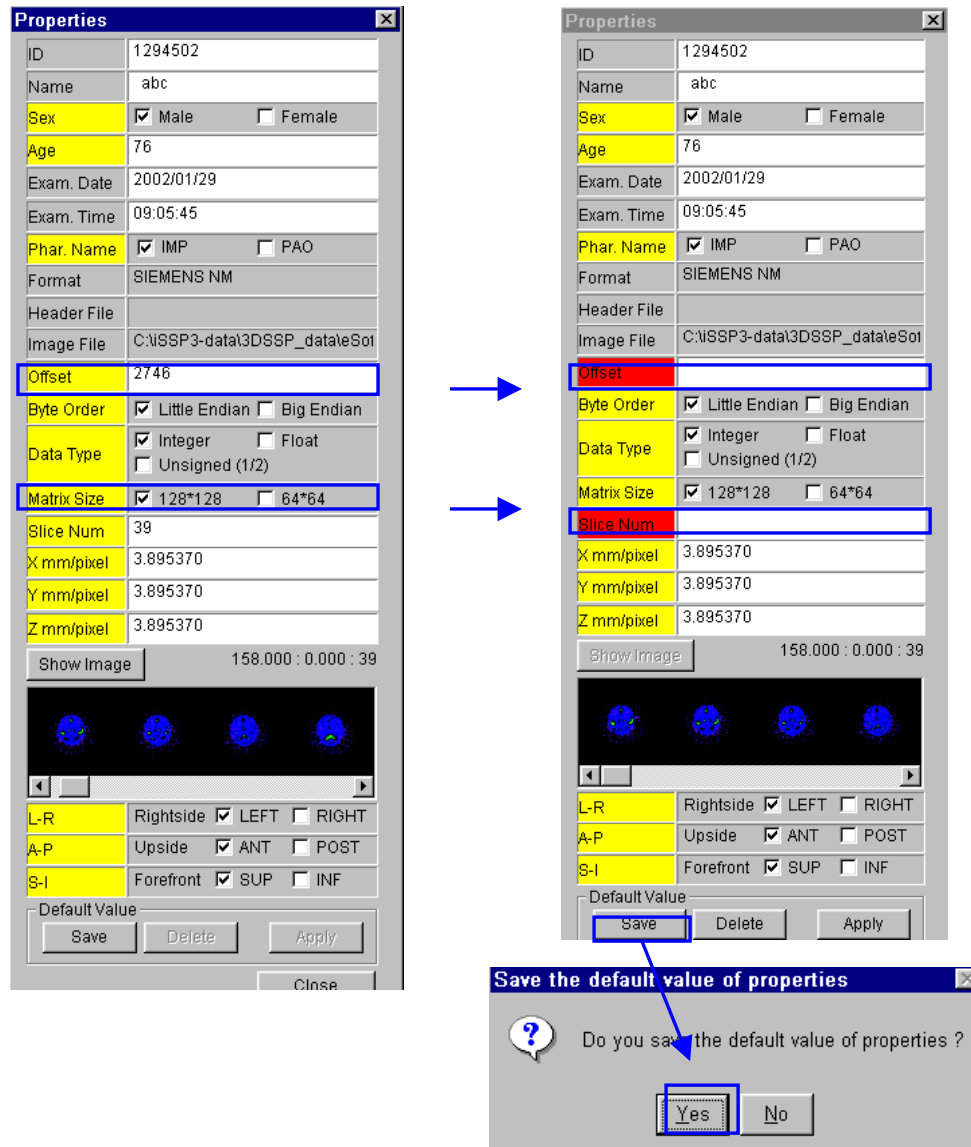 Properties
ID 1294502
Name abc
Sex Male Female
Age 76
Exam. Date 2002/01/29
Exam. Time 09:05:45
Phar. Name IMP PAO
Format SIEMENS NM
Header File
Image File C:\iSSP3-data\3DSSP_data\eSot
Offset 2746
Byte Order Little Endian Big Endian
Data Type Integer Float
Unsigned (1/2)
Matrix Size 128*128 64*64
Slice Num 39
X mm/pixel 3.895370
Y mm/pixel 3.895370
Z mm/pixel 3.895370
Show Image 158.000 : 0.000 : 39
L-R Rightside LEFT RIGHT
A-P Upside ANT POST
S-I Forefront SUP INF
Default Value
Save Delete Apply
Close
Properties
ID 1294502
Name abc
Sex Male Female
Age 76
Exam. Date 2002/01/29
Exam. Time 09:05:45
Phar. Name IMP PAO
Format SIEMENS NM
Header File
Image File C:\iSSP3-data\3DSSP_data\eSot
Offset
Byte Order Little Endian Big Endian
Data Type Integer Float
Unsigned (1/2)
Matrix Size 128*128 64*64
Slice Num
X mm/pixel 3.895370
Y mm/pixel 3.895370
Z mm/pixel 3.895370
Show Image 158.000 : 0.000 : 39
L-R Rightside LEFT RIGHT
A-P Upside ANT POST
S-I Forefront SUP INF
Default Value
Save Delete Apply
Save the default value of properties
Do you save the default value of properties ?
Yes No